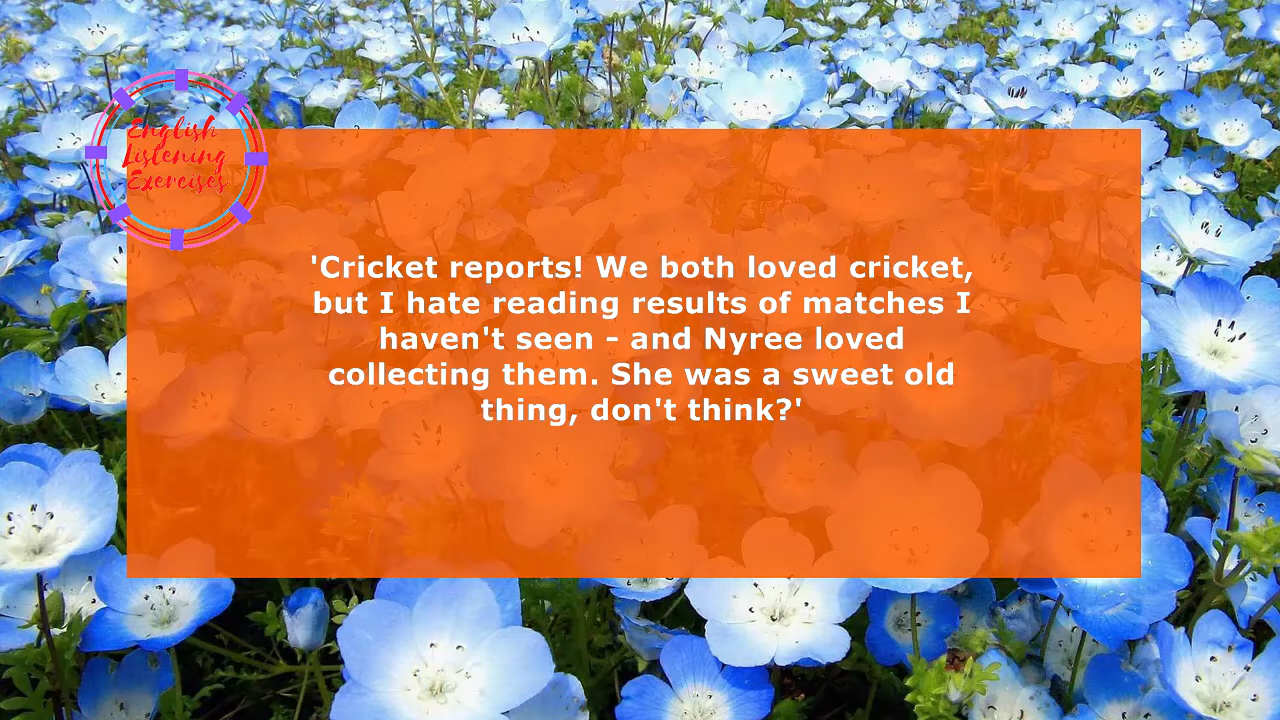 English
Listening
Exercises
'Cricket reports! We both loved cricket,
but I hate reading results of matches I
haven't seen - and Nyree loved
collecting them. She was a sweet old
thing, don't think?'